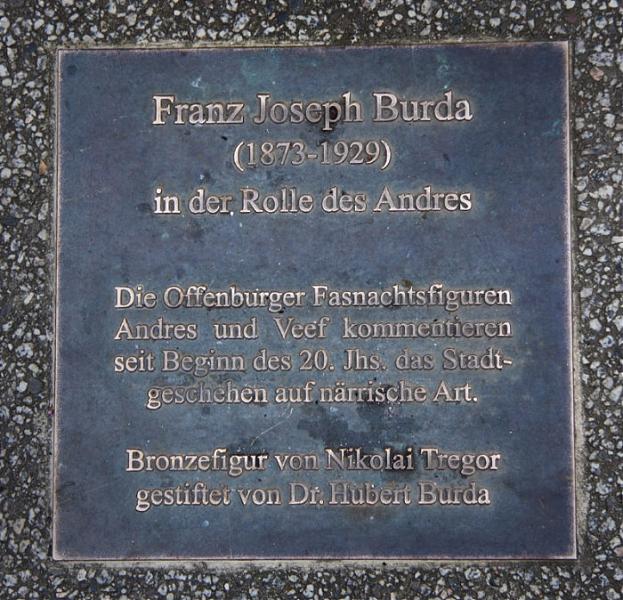 Franz Joseph Burda
(1873-1929)
in der Rolle des Andres
Die Offenburger Fasnachtsfiguren
Andres und Veef kommentieren
seit Beginn des 20. Jhs. das Stadt-
geschehen auf närrische Art.
Bronzefigur von Nikolai Tregor
gestiftet von Dr. Hubert Burda